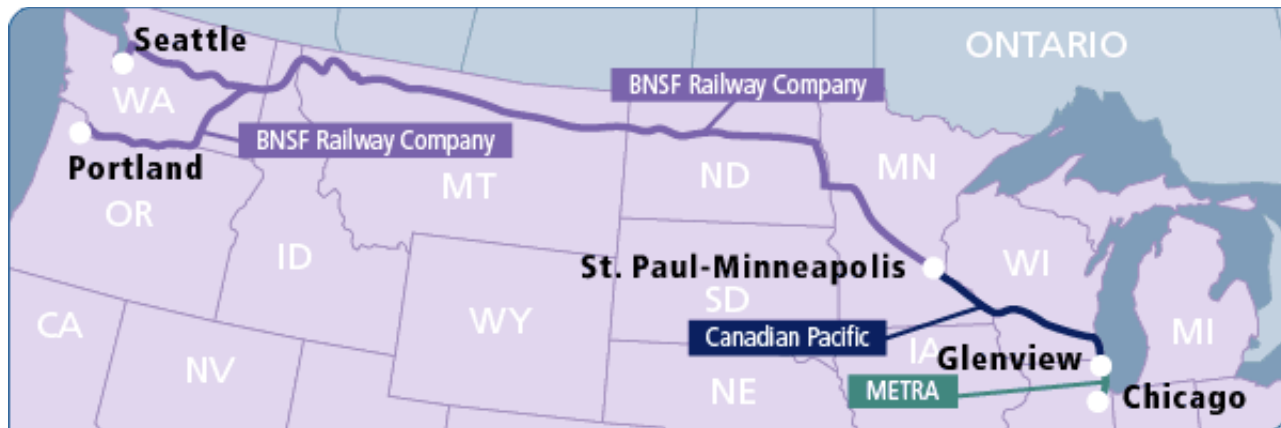 Seattle
ONTARIO
WA
BNSF Railway Company
BNSF Railway Company
Portland
MT
ND
MN
OR
ID
St. Paul-Minneapolis
WI
SD
WY
CA
Canadian Pacific
IA
MI
Glenview
NV
NE
METRA
Chicago